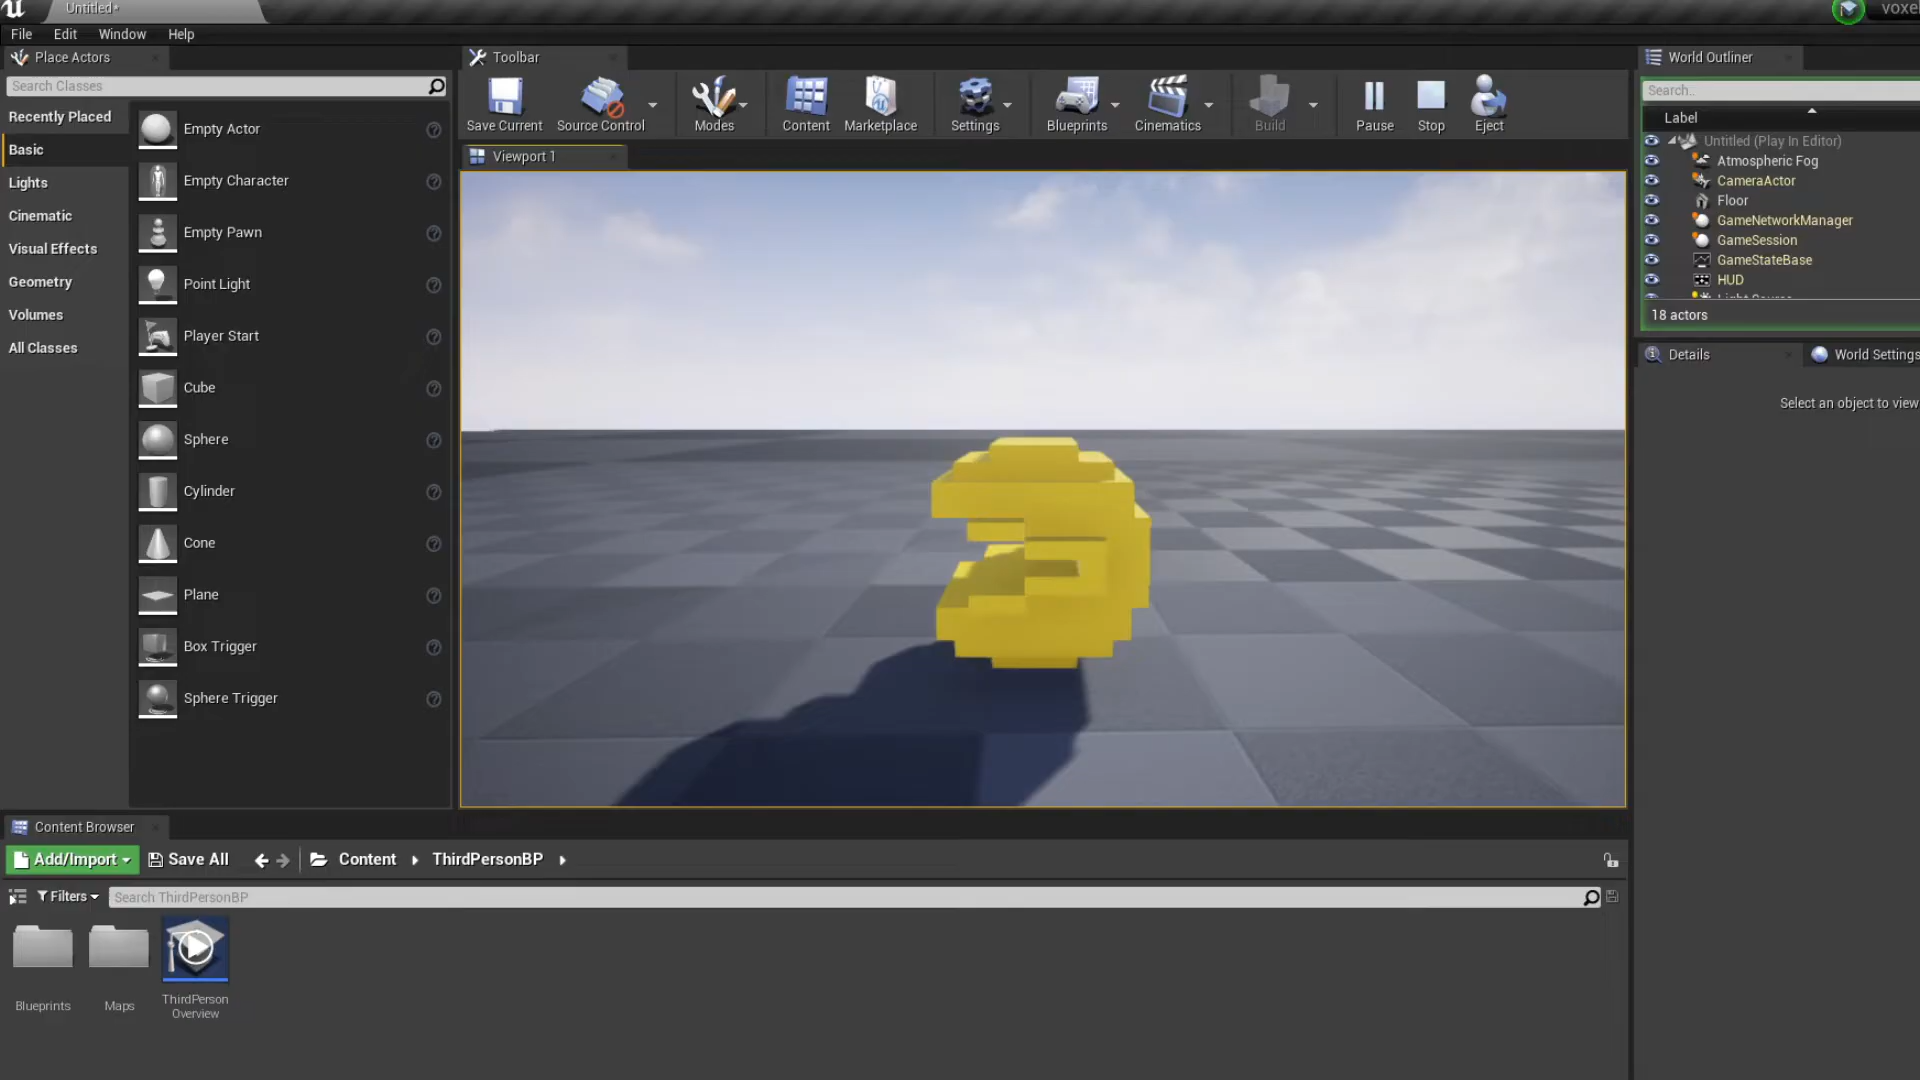 Untitled*
voxel
File
Edit
Window
Help
Place Actors
Search Classes
Recently Placed
Basic
Lights
Cinematic
Visual Effects
Geometry
Volumes
All Classes
Empty Actor
Empty Character
Empty Pawn
Point Light
Player Start
Cube
Sphere
Cylinder
Cone
Plane
Box Trigger
Sphere Trigger
Toolbar
Save Current
Source Control
Modes
Content
Marketplace
Settings
Blueprints
Cinematics
Build
Pause
Stop
Eject
Viewport 1
World Outliner
Search..
Label
Untitled (Play In Editor)
Atmospheric Fog
CameraActor
Floor
GameNetworkManager
GameSession
GameStateBase
HUD
Light Source
18 actors
Details
World Settings
Select an object to view
Content Browser
Add/Import
Save All
Content
ThirdPersonBP
Filters
Search ThirdPersonBP
Blueprints
Maps
ThirdPerson
Overview